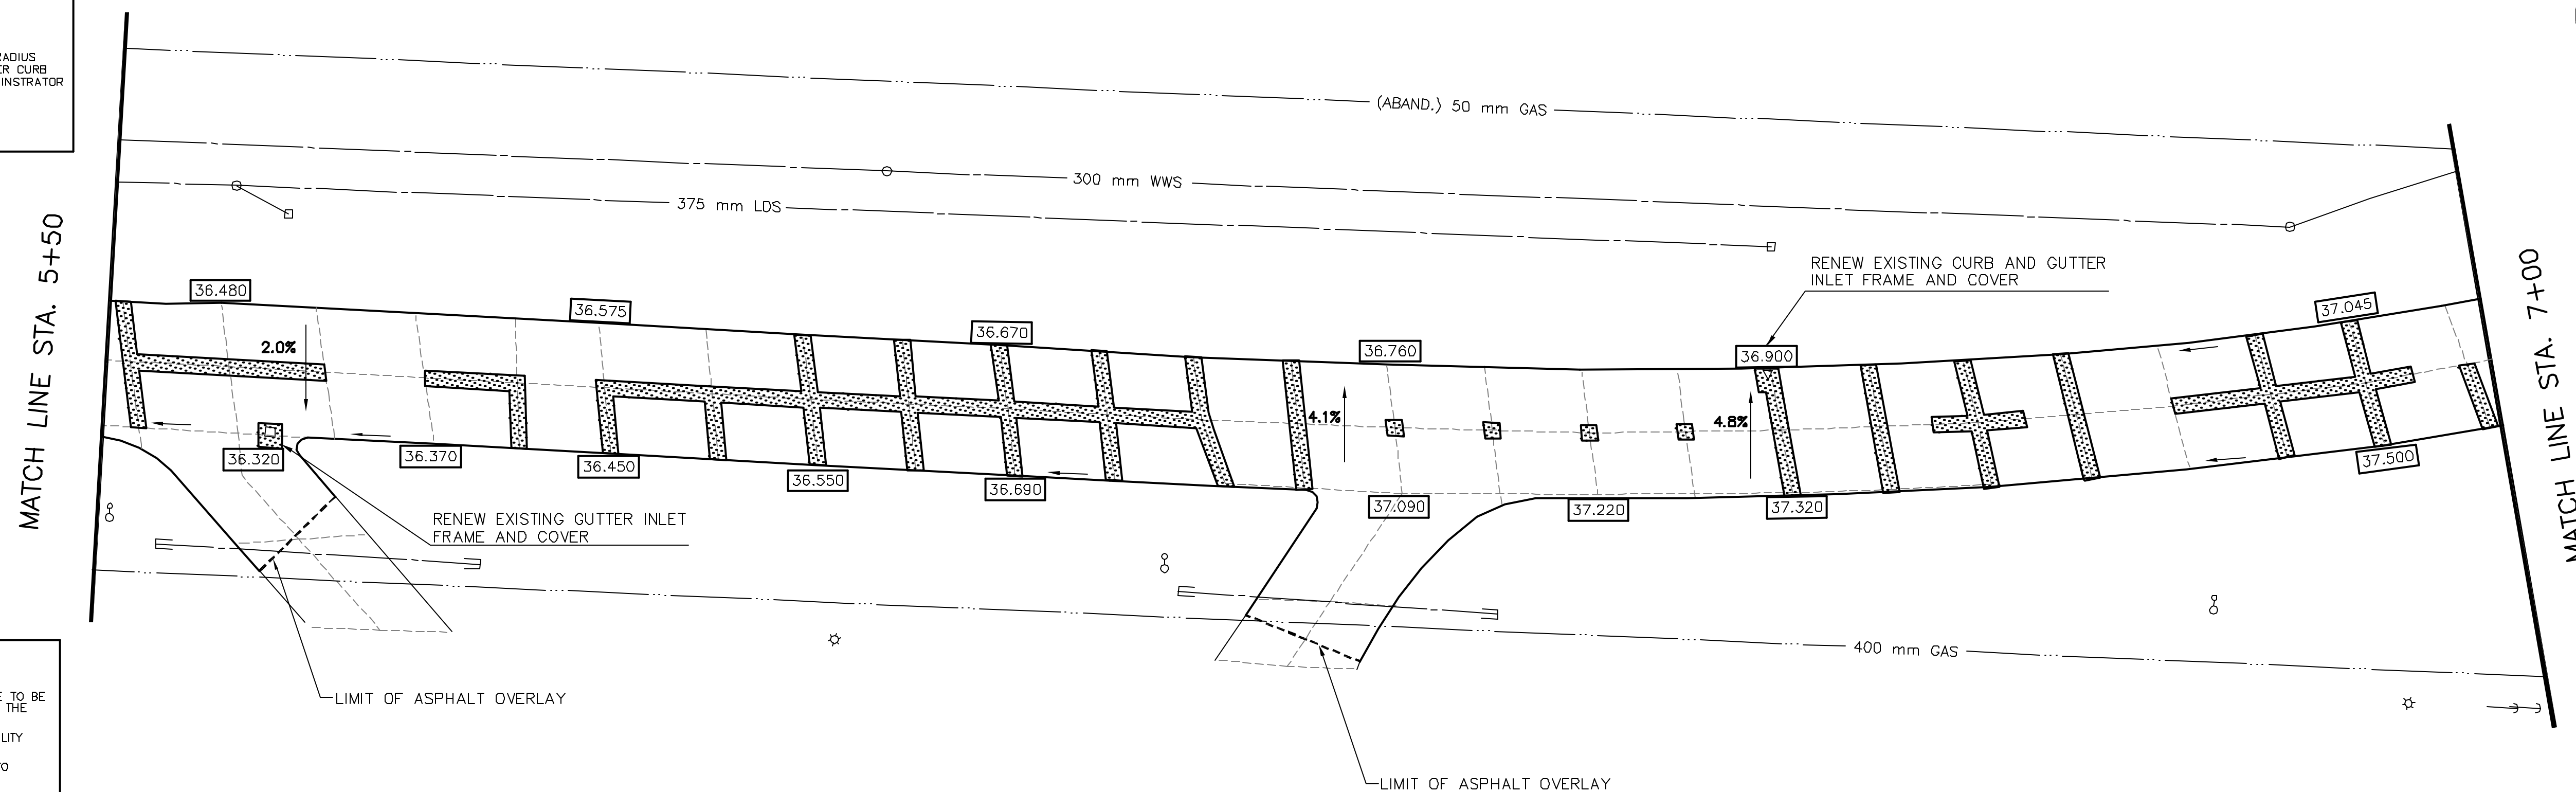 RADIUS
CURB
INSTRATOR
MATCH LINE STA. 5+50
(ABAND.) 50 mm GAS
300 mm WWS
375 mm LDS
RENEW EXISTING CURB AND GUTTER
INLET FRAME AND COVER
36.480
36.575
36.670
36.760
36.900
37.045
2.0%
4.1%
4.8%
36.320
36.370
36.450
36.550
36.690
37.090
37.220
37.320
37.500
RENEW EXISTING GUTTER INLET
FRAME AND COVER
400 mm GAS
LIMIT OF ASPHALT OVERLAY
LIMIT OF ASPHALT OVERLAY
MATCH LINE STA. 7+00
TO BE
THE
LITY
TO